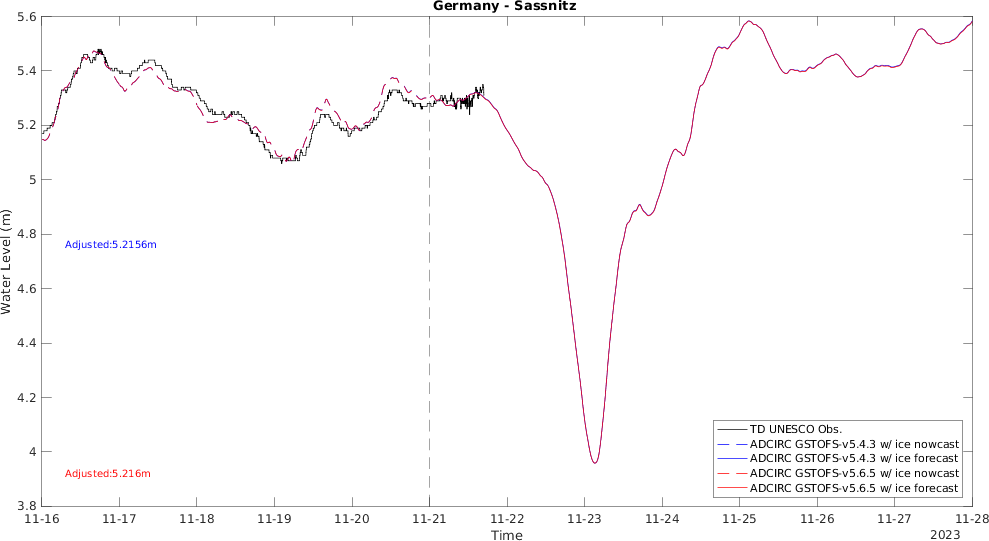 Germany - Sassnitz
5.6
5.4
5.2
5
4.8
4.6
4.4
4.2
4
3.8
Water Level (m)
Adjusted:5.2156m
Adjusted:5.216m
TD UNESCO Obs.
ADCIRC GSTOFS-v5.4.3 w/ ice nowcast
ADCIRC GSTOFS-v5.4.3 w/ ice forecast
ADCIRC GSTOFS-v5.6.5 w/ ice nowcast
ADCIRC GSTOFS-v5.6.5 w/ ice forecast
11-16 11-17 11-18 11-19 11-20 11-21 11-22 11-23 11-24 11-25 11-26 11-27 11-28
Time
2023